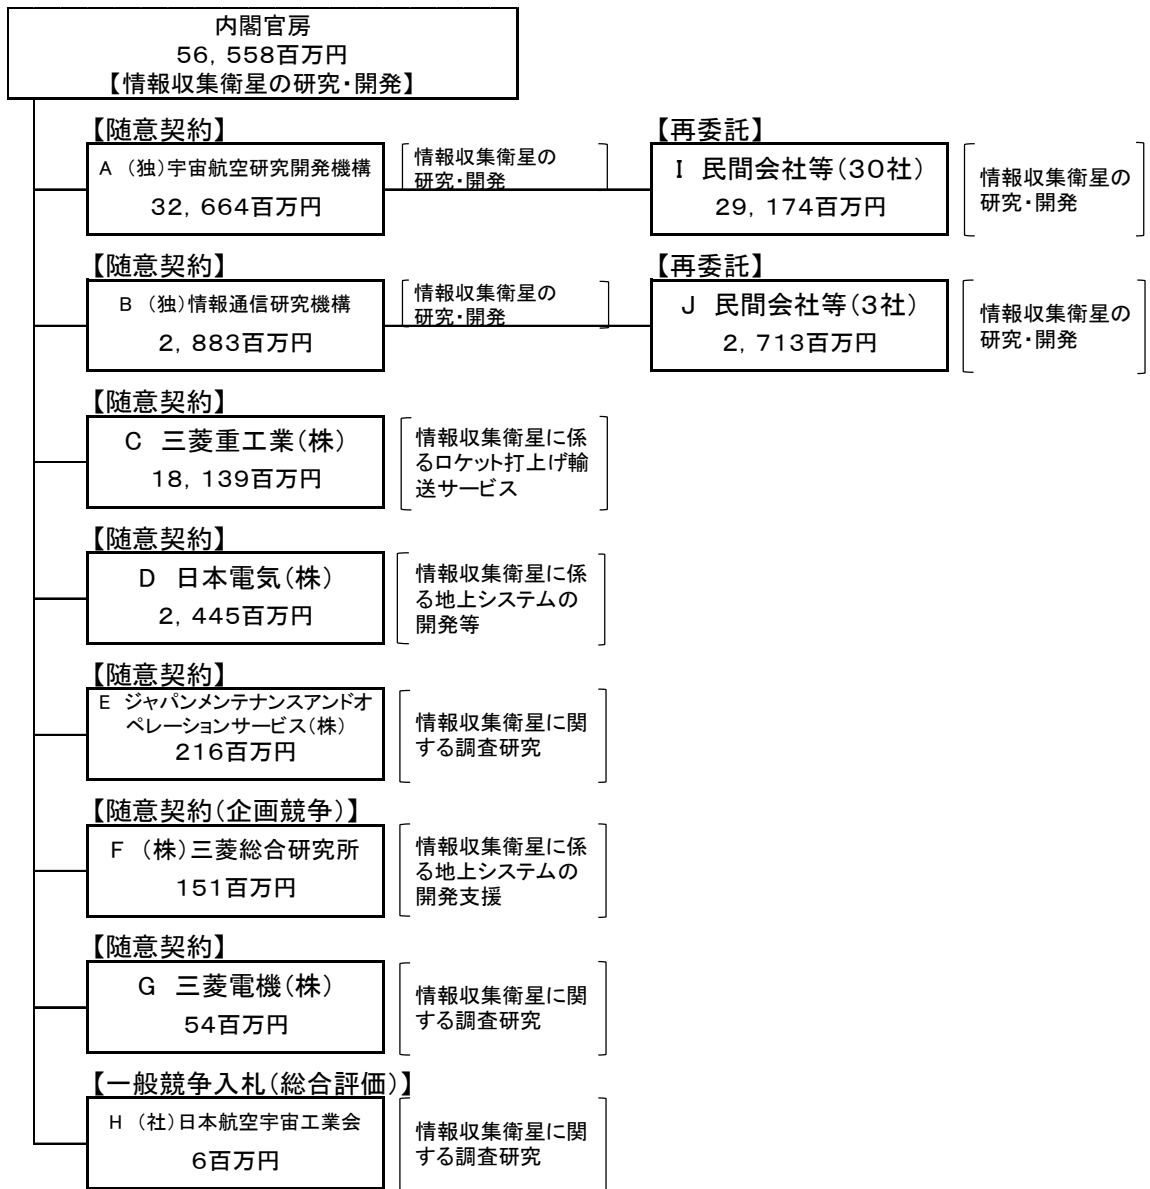 内閣官房
56，558百万円
【情報収集衛星の研究・開発】
【随意契約】
A （独）宇宙航空研究開発機構
32，664百万円
情報収集衛星の
研究・開発
【再委託】
I 民間会社等（30社）
29，174百万円
情報収集衛星の
研究・開発
【随意契約】
B （独）情報通信研究機構
2，883百万円
情報収集衛星の
研究・開発
【再委託】
J 民間会社等（3社）
2，713百万円
情報収集衛星の
研究・開発
【随意契約】
C 三菱重工業（株）
18，139百万円
情報収集衛星に係
るロケット打上げ輸
送サービス
【随意契約】
D 日本電気（株）
2，445百万円
情報収集衛星に係
る地上システムの
開発等
【随意契約】
E ジャパンメンテナンスアンドオ
ペレーションサービス（株）
216百万円
情報収集衛星に関
する調査研究
【随意契約（企画競争）】
F （株）三菱総合研究所
151百万円
情報収集衛星に係
る地上システムの
開発支援
【随意契約】
G 三菱電機（株）
54百万円
情報収集衛星に関
する調査研究
【一般競争入札（総合評価）】
H （社）日本航空宇宙工業会
6百万円
情報収集衛星に関
する調査研究